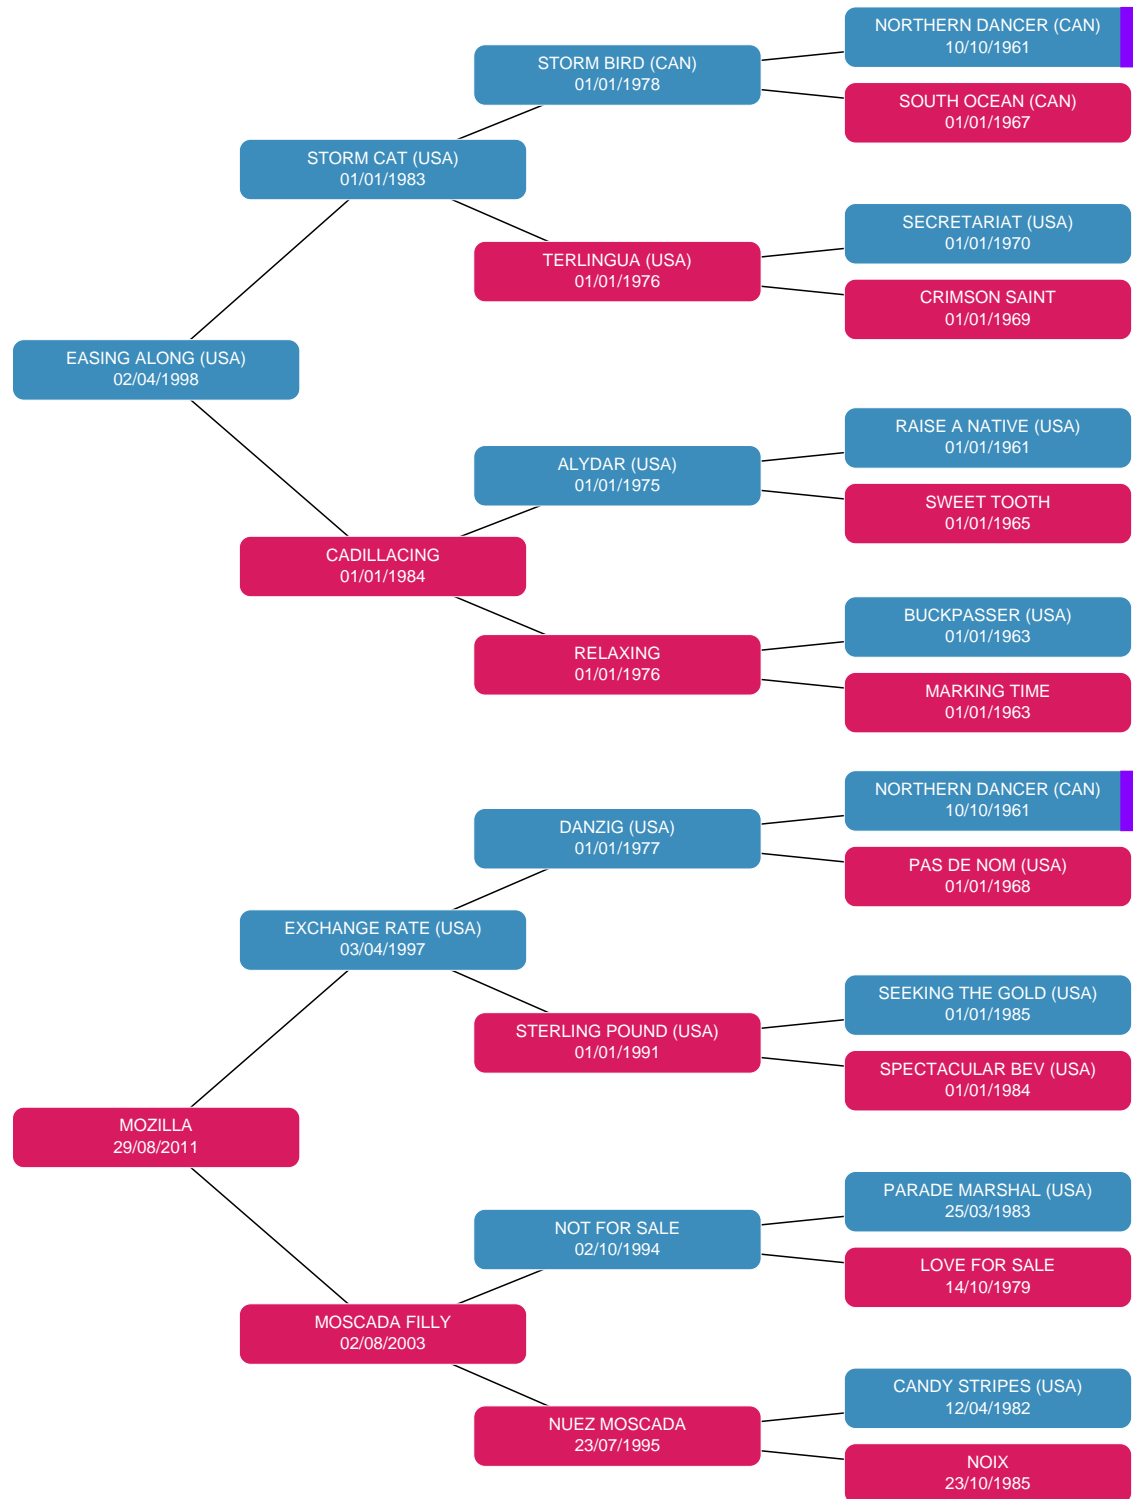 NORTHERN DANCER (CAN)
10/10/1961
STORM BIRD (CAN)
01/01/1978
SOUTH OCEAN (CAN)
01/01/1967
STORM CAT (USA)
01/01/1983
SECRETARIAT (USA)
01/01/1970
TERLINGUA (USA)
01/01/1976
CRIMSON SAINT
01/01/1969
EASING ALONG (USA)
02/04/1998
RAISE A NATIVE (USA)
01/01/1961
ALYDAR (USA)
01/01/1975
SWEET TOOTH
01/01/1965
CADILLACING
01/01/1984
BUCKPASSER (USA)
01/01/1963
RELAXING
01/01/1976
MARKING TIME
01/01/1963
NORTHERN DANCER (CAN)
10/10/1961
DANZIG (USA)
01/01/1977
PAS DE NOM (USA)
01/01/1968
EXCHANGE RATE (USA)
03/04/1997
SEEKING THE GOLD (USA)
01/01/1985
STERLING POUND (USA)
01/01/1991
SPECTACULAR BEV (USA)
01/01/1984
MOZILLA
29/08/2011
PARADE MARSHAL (USA)
25/03/1983
NOT FOR SALE
02/10/1994
LOVE FOR SALE
14/10/1979
MOSCADA FILLY
02/08/2003
CANDY STRIPES (USA)
12/04/1982
NUEZ MOSCADA
23/07/1995
NOIX
23/10/1985